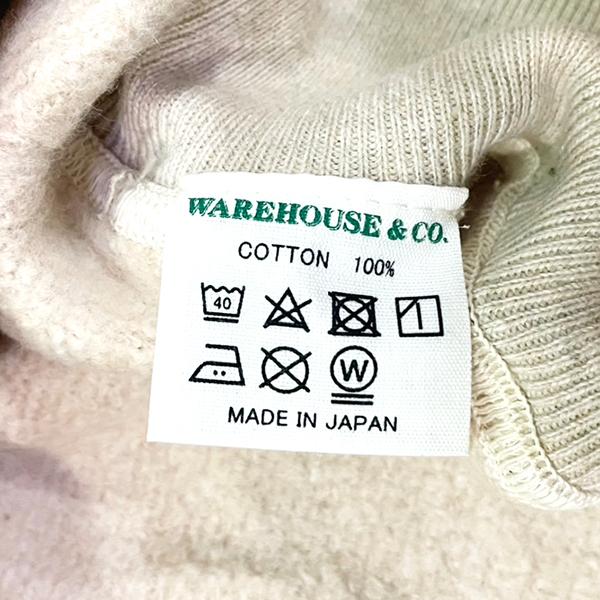 WAREHOUSE & CO.
COTTON 100%
40
W
MADE IN JAPAN